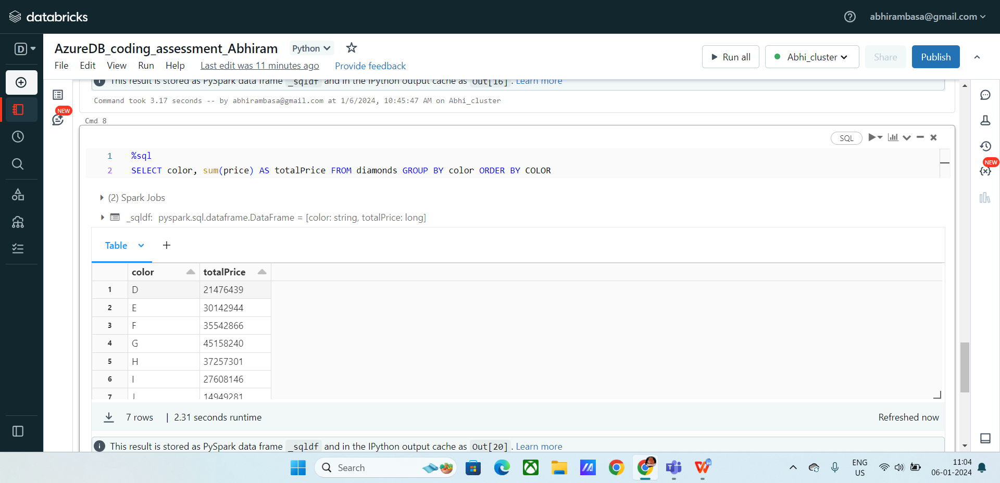 databricks
abhirambasa@gmail.com
D
AzureDB_coding_assessment_Abhiram Python
Run all Abhi_cluster Share Publish
File Edit View Run Help Last edit was 11 minutes ago Provide feedback
This result is stored as PySpark data frame _sqldf and in the IPython output cache as Out[16] . Learn more
Command took 3.17 seconds -- by abhirambasa@gmail.com at 1/6/2024, 10:45:47 AM on Abhi_cluster
NEW
Cmd 8
SQL
1 %sql
2 SELECT color, sum(price) AS totalPrice FROM diamonds GROUP BY color ORDER BY COLOR
NEW
(2) Spark Jobs
_sqldf: pyspark.sql.dataframe.DataFrame = [color: string, totalPrice: long]
Table +
color totalPrice
1 D 21476439
2 E 30142944
3 F 35542866
4 G 45158240
5 H 37257301
6 I 27608146
7 J 14949281
7 rows | 2.31 seconds runtime
Refreshed now
This result is stored as PySpark data frame _sqldf and in the IPython output cache as Out[20] . Learn more
Search
ENG
US
11:04
06-01-2024